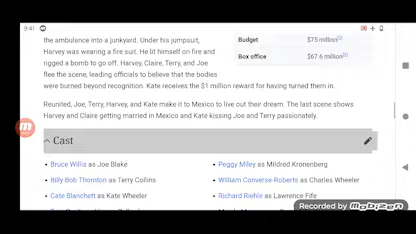 9:41
the ambulance into a junkyard. Under his jumpsuit,
Harvey was wearing a fire suit. He lit himself on fire and
rigged a bomb to go off. Harvey, Claire, Terry, and Joe
flee the scene, leading officials to believe that the bodies
were burned beyond recognition. Kate receives the $1 million reward for having turned them in.
Budget $75 million[1]
Box office $67.6 million[2]
Reunited, Joe, Terry, Harvey, and Kate make it to Mexico to live out their dream. The last scene shows
Harvey and Claire getting married in Mexico and Kate kissing Joe and Terry passionately.
Cast
• Bruce Willis as Joe Blake
• Billy Bob Thornton as Terry Collins
• Cate Blanchett as Kate Wheeler
• Peggy Miley as Mildred Kronenberg
• William Converse-Roberts as Charles Wheeler
• Richard Riehle as Lawrence Fife
Recorded by Mobizen